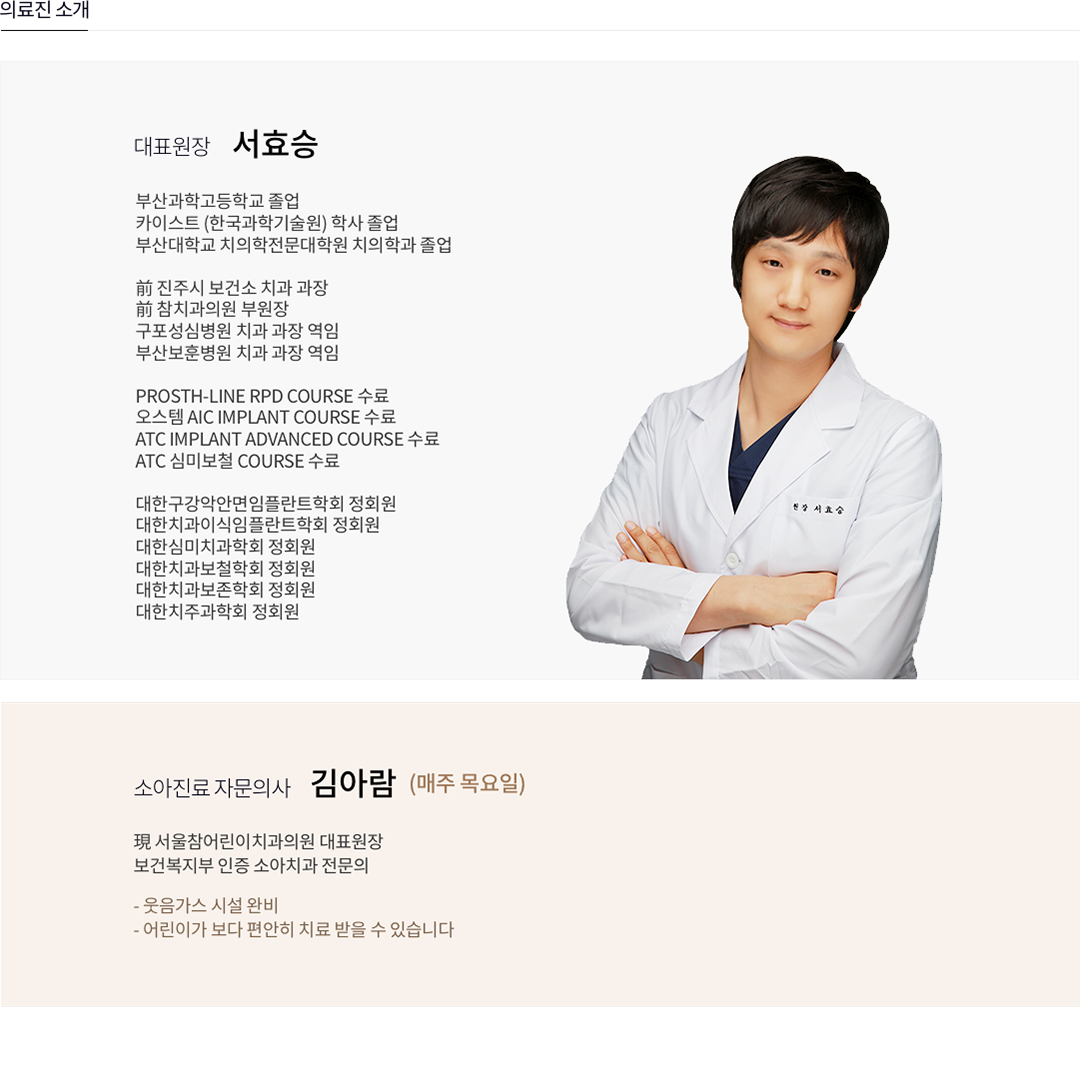 의료진 소개
대표원장 서효승
부산과학고등학교 졸업
카이스트 (한국과학기술원) 학사 졸업
부산대학교 치의학전문대학원 치의학과 졸업
前 진주시 보건소 치과 과장
前 참치과의원 부원장
구포성심병원 치과 과장 역임
부산보훈병원 치과 과장 역임
PROSTH-LINE RPD COURSE 수료
오스템 AIC IMPLANT COURSE 수료
ATC IMPLANT ADVANCED COURSE 수료
ATC 심미보철 COURSE 수료
대한구강악안면임플란트학회 정회원
대한치과이식임플란트학회 정회원
대한심미치과학회 정회원
대한치과보철학회 정회원
대한치과보존학회 정회원
대한치주과학회 정회원
원장 서효승
소아진료 자문의사 김아람 (매주 목요일)
現 서울참어린이치과의원 대표원장
보건복지부 인증 소아치과 전문의
- 웃음가스 시설 완비
- 어린이가 보다 편안히 치료 받을 수 있습니다